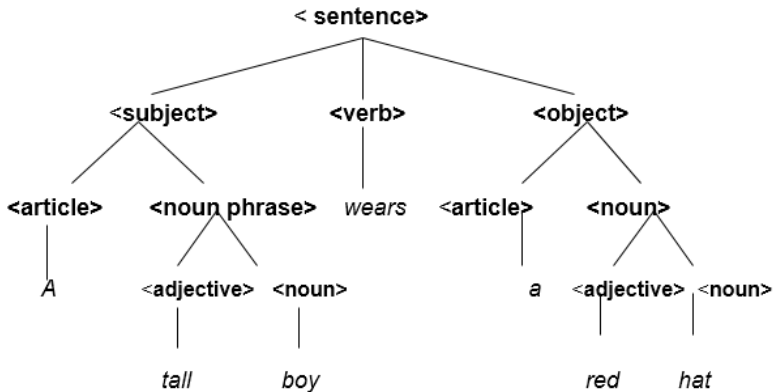 < sentence>
<subject> <verb> <object>
<article> <noun phrase> wears <article> <noun>
A <adjective> <noun> a <adjective> <noun>
tall boy red hat